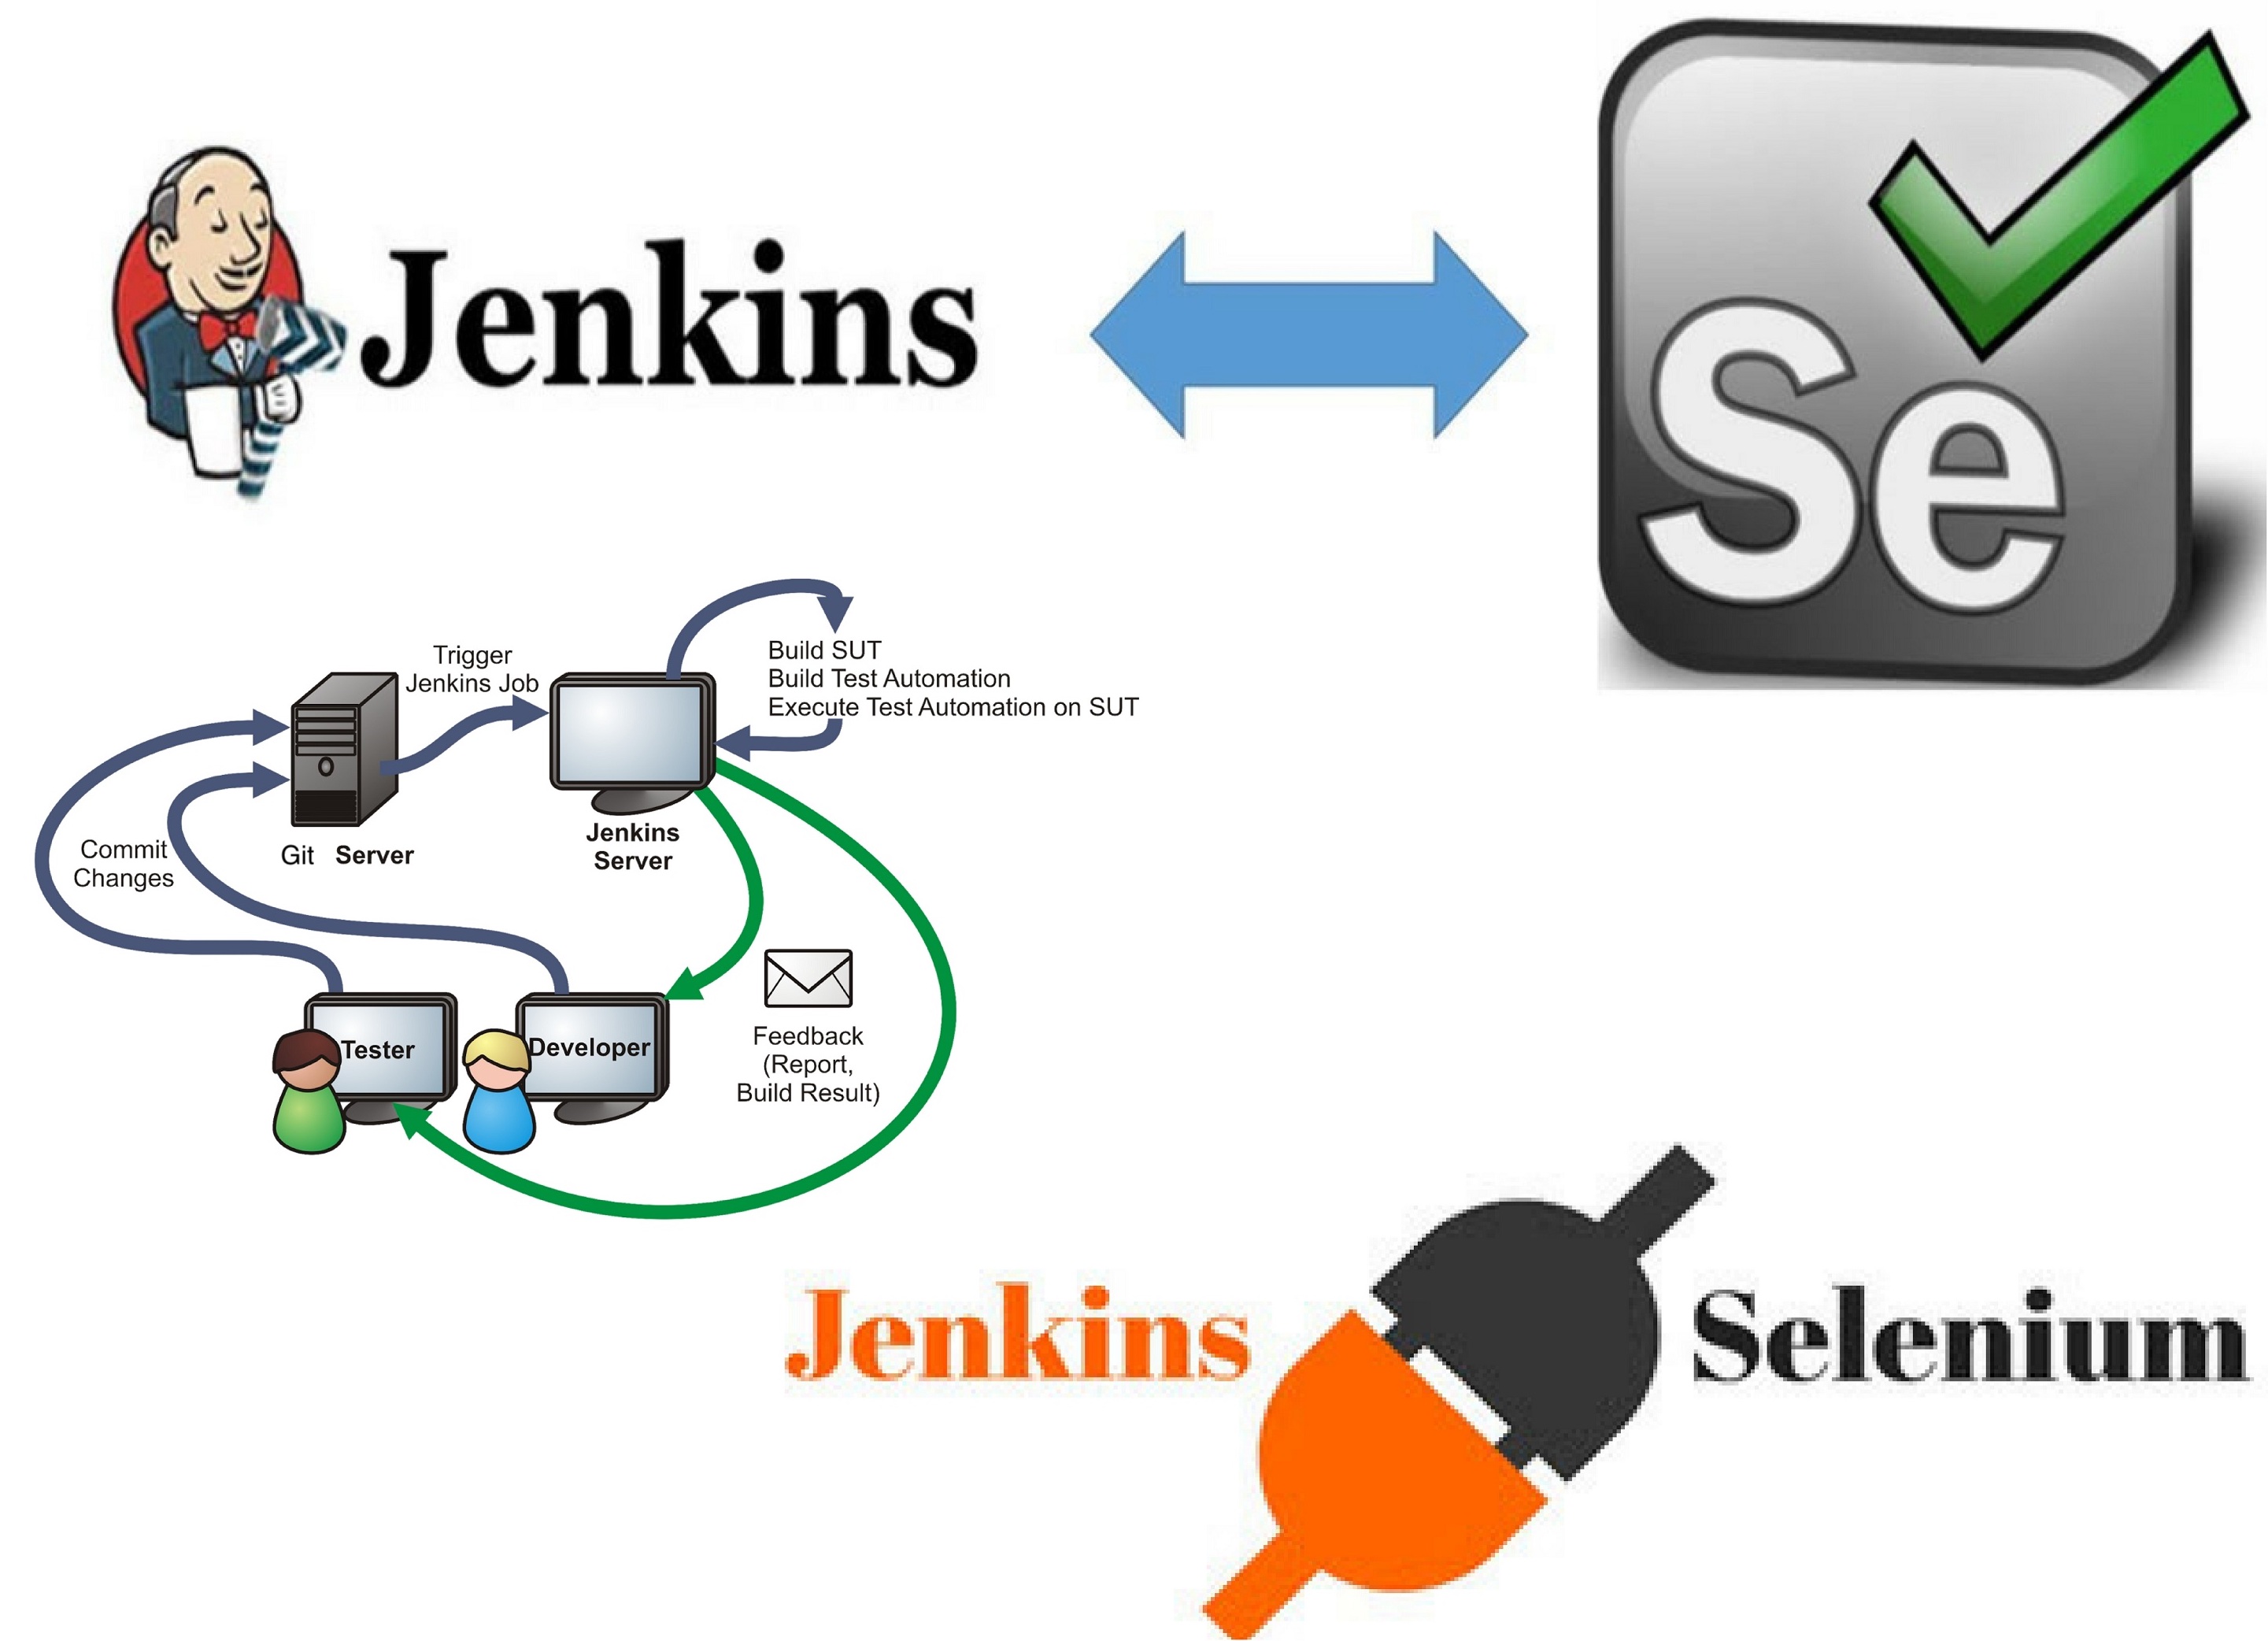 Jenkins
Se
Trigger
Jenkins Job
Build SUT
Build Test Automation
Execute Test Automation on SUT
Commit
Changes
Git Server
Jenkins
Server
Tester
Developer
Feedback
(Report,
Build Result)
Jenkins
Selenium